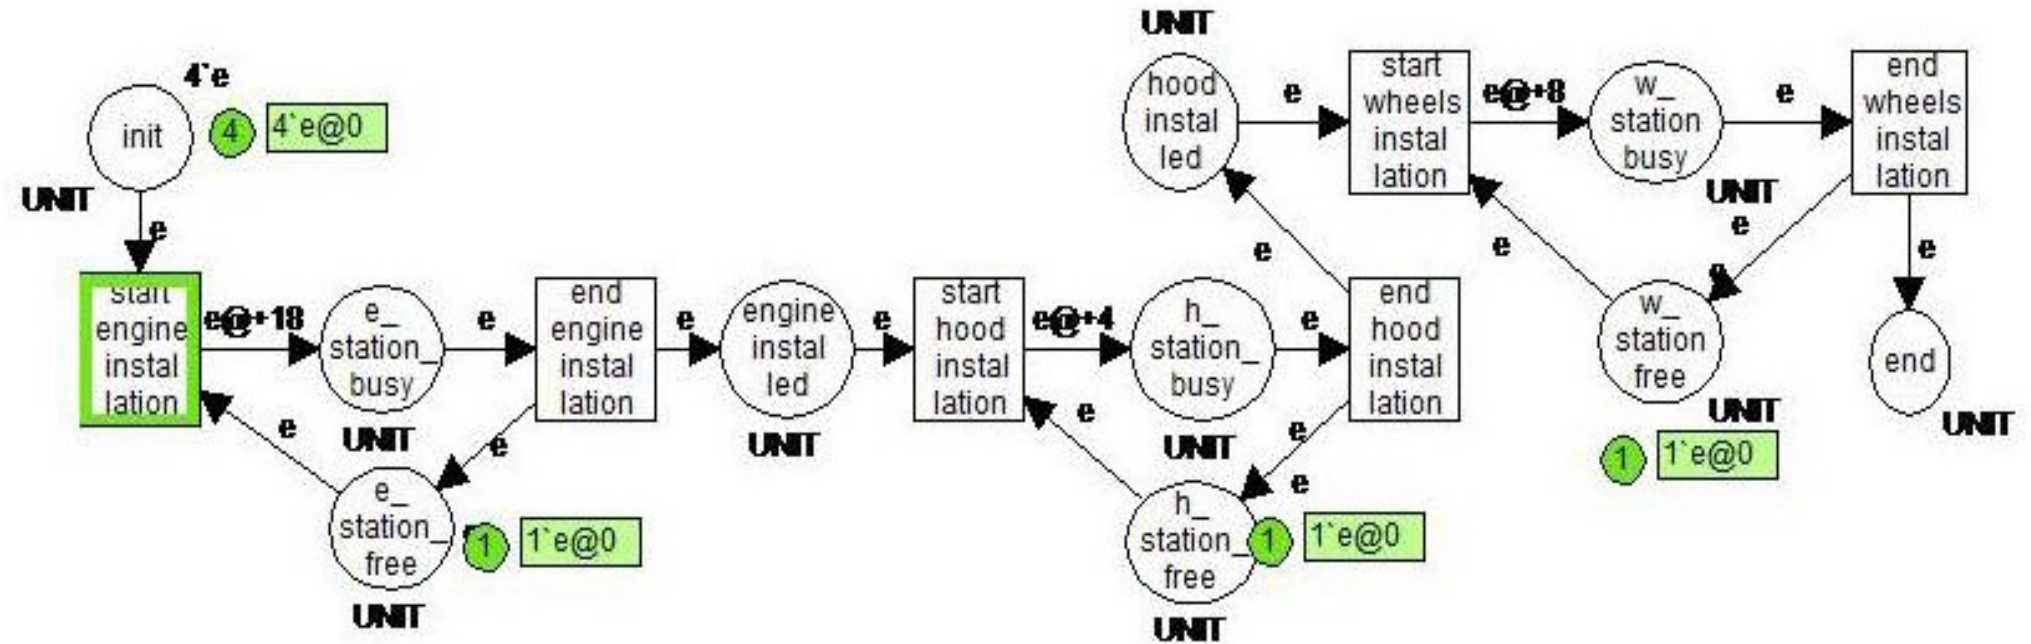 4`e
init
4
4`e@0
UNIT
e
start
engine
instal
lation
e@+18
e_
station_
busy
UNIT
e
end
engine
instal
lation
e
e
e_
station_
free
1
1`e@0
UNIT
e
engine
instal
led
UNIT
e
start
hood
instal
lation
e@+4
h_
station_
busy
UNIT
e
end
hood
instal
lation
e
e
e
h_
station_
free
1
1`e@0
UNIT
e
UNIT
hood
instal
led
e
start
wheels
instal
lation
e@+8
w_
station
busy
UNIT
e
end
wheels
instal
lation
e
e
w_
station
free
UNIT
1
1`e@0
e
end
UNIT